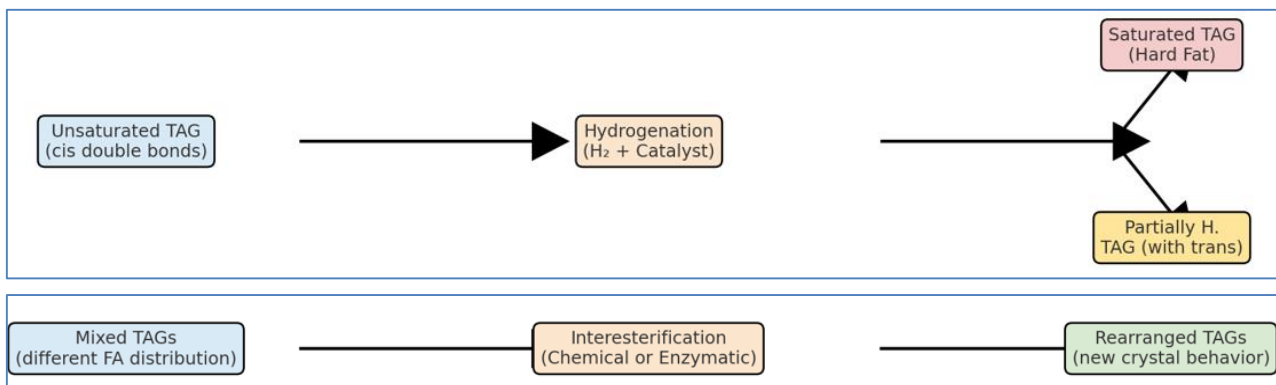 Unsaturated TAG
(cis double bonds)
Hydrogenation
(H₂ + Catalyst)
Saturated TAG
(Hard Fat)
Partially H.
TAG (with trans)
Mixed TAGs
(different FA distribution)
Interesterification
(Chemical or Enzymatic)
Rearranged TAGs
(new crystal behavior)